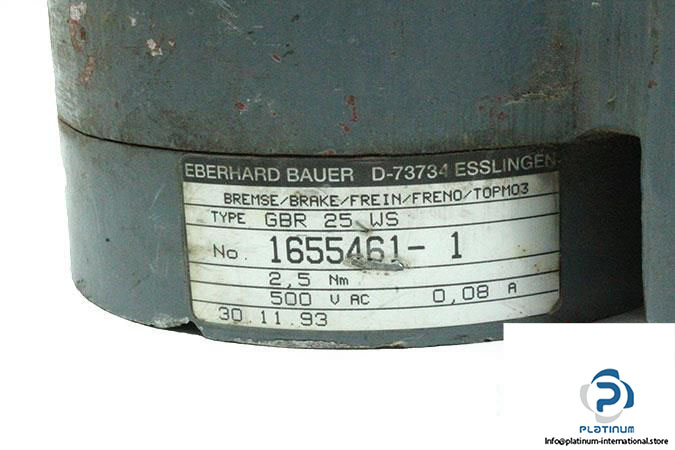 EBERHARD BAUER D-73734 ESSLINGEN
BREMSE/BRAKE/FREIN/FRENO/TOPMO3
TYPE GBR 25 WS
No. 1655461- 1
2,5 Nm
500 V AC 0,08 A
30.11.93
PLATINUM
Info@platinum-international.store